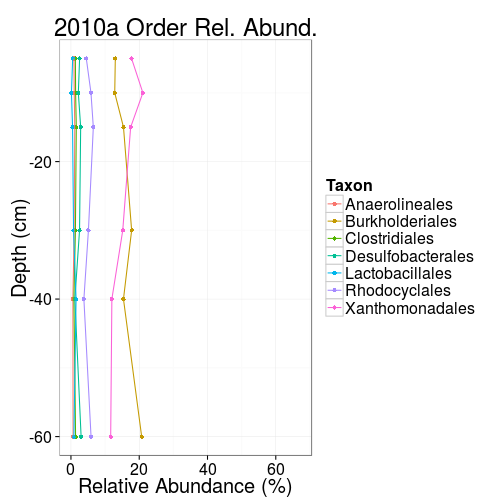 2010a Order Rel. Abund.
Depth (cm)
-20
-40
-60
0 20 40 60
Relative Abundance (%)
Taxon
Anaerolineales
Burkholderiales
Clostridiales
Desulfobacterales
Lactobacillales
Rhodocyclales
Xanthomonadales